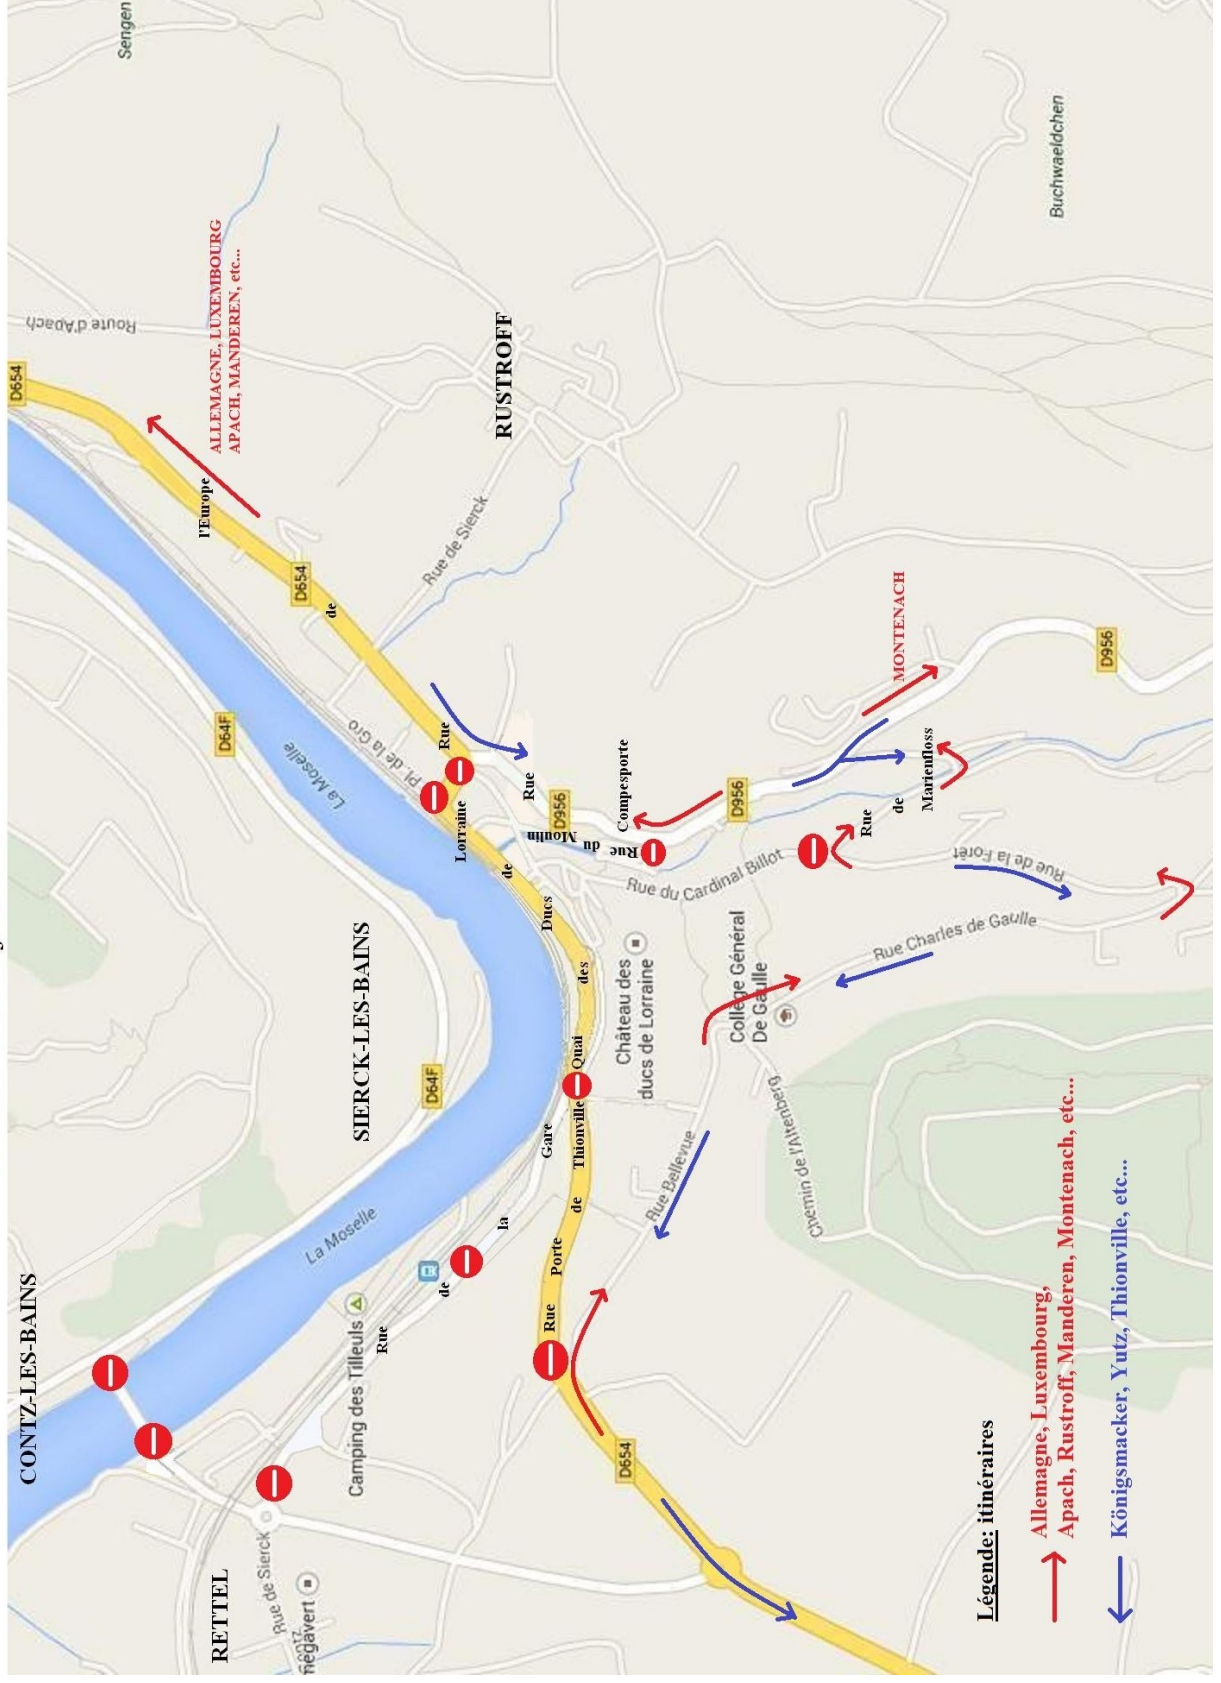 CONTZ-LES-BAINS
SIERCK-LES-BAINS
RETTEL
RUSTROFF
Sengen
Buchwaeldchen
ALLEMAGNE, LUXEMBOURG
APACH, MANDEREN, etc...
MONTENACH
Route d'Apach
D654
l'Europe
D654
de
Rue
Rue de Sierck
D64F
La Moselle
Pl. de la Gro
Lorraine
de
Ducs
des
Quai
D64F
La Moselle
Rue
D956
Compesporte
Rue du Moulin
D956
D956
Rue
de
Marienfloss
Rue du Cardinal Billot
Rue de la Forêt
Rue Charles de Gaulle
Château des
ducs de Lorraine
Collège Général
De Gaulle
Chemin de l'Altenberg
Rue Bellevue
Rue
de
la
Gare
Rue
Porte
de
Thionville
Camping des Tilleuls
Rue de Sierck
D654
Légende: itinéraires
Allemagne, Luxembourg,
Apach, Rustroff, Manderen, Montenach, etc...
Königsmacker, Yutz, Thionville, etc...